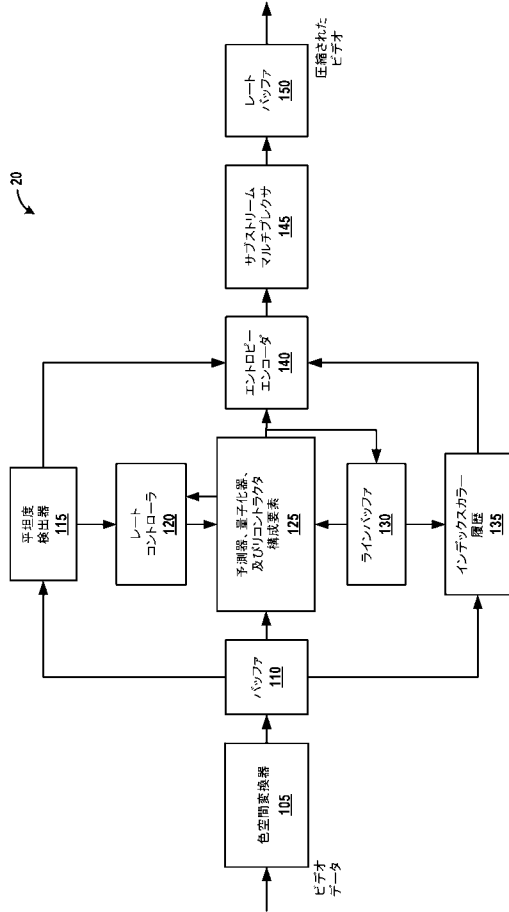 20
ビデオ
データ
色空間変換器
105
バッファ
110
平坦度
検出器
115
レート
コントローラ
120
予測器、量子化器、
及びリコントラクタ
構成要素
125
ラインバッファ
130
インデックスカラー
履歴
135
エントロピー
エンコーダ
140
サブストリーム
マルチプレクサ
145
レート
バッファ
150
圧縮された
ビデオ